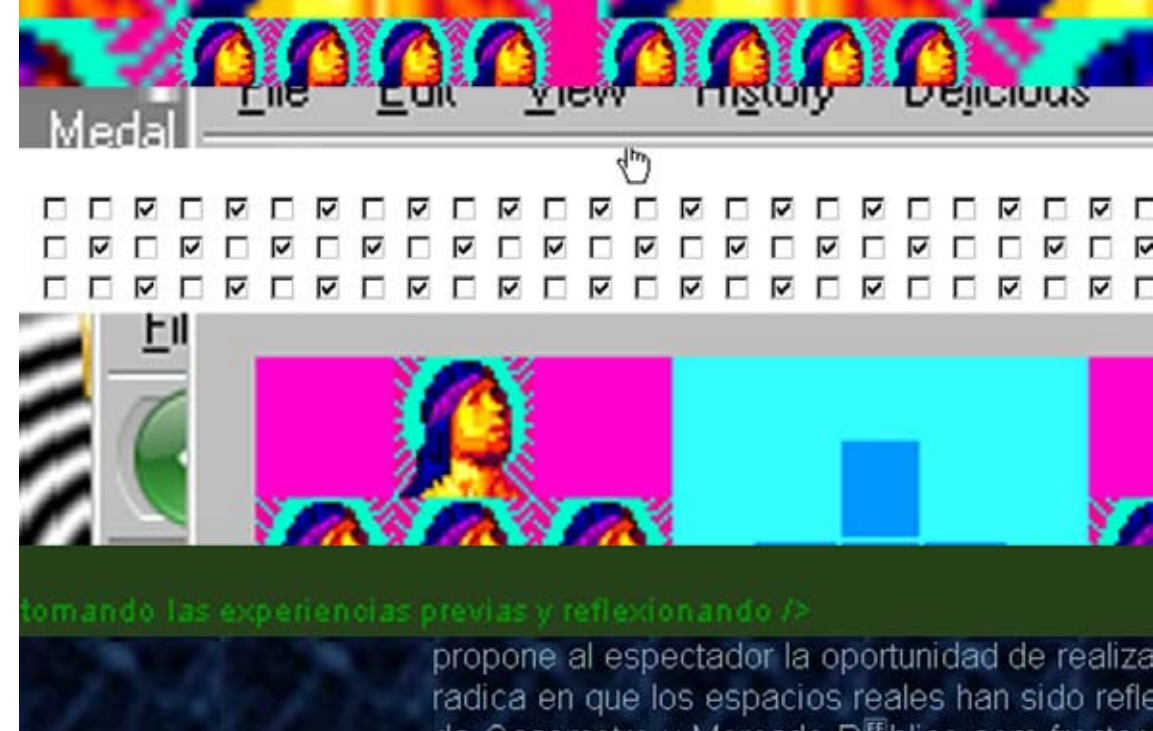 File Edit View History Delicious
Medal
Fil
tomando las experiencias previas y reflexionando />
propone al espectador la oportunidad de realiza
radica en que los espacios reales han sido refle